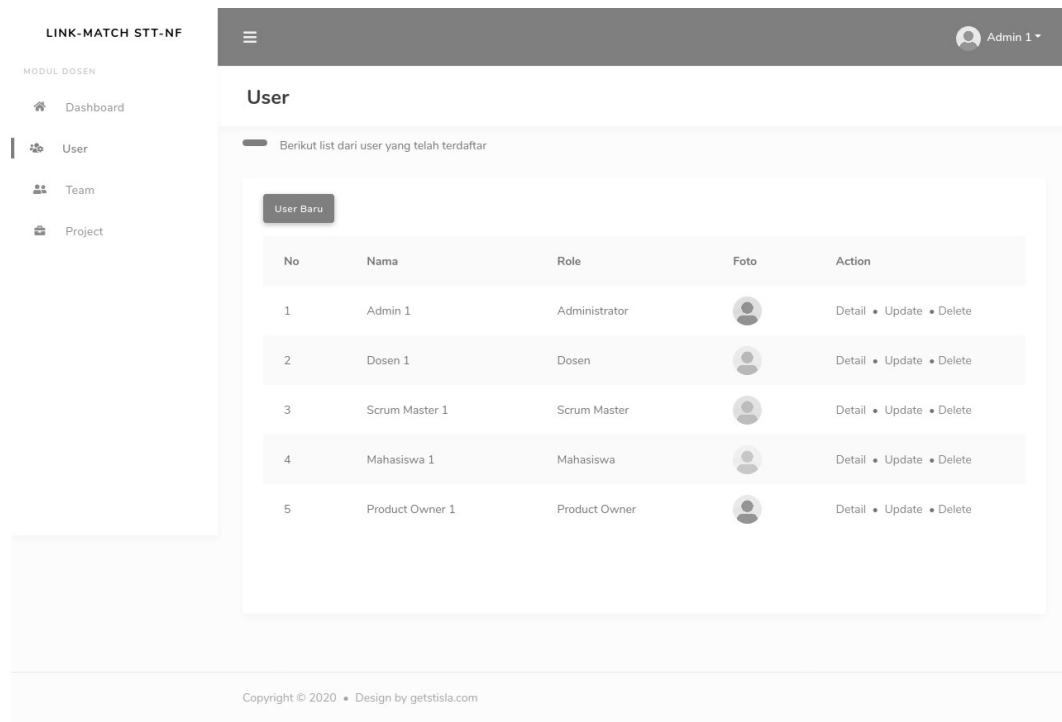 LINK-MATCH STT-NF
Admin 1
MODUL DOSEN
Dashboard
User
Team
Project
User
Berikut list dari user yang telah terdaftar
User Baru
No Nama Role Foto Action
1 Admin 1 Administrator Detail • Update • Delete
2 Dosen 1 Dosen Detail • Update • Delete
3 Scrum Master 1 Scrum Master Detail • Update • Delete
4 Mahasiswa 1 Mahasiswa Detail • Update • Delete
5 Product Owner 1 Product Owner Detail • Update • Delete
Copyright © 2020 • Design by getstisla.com